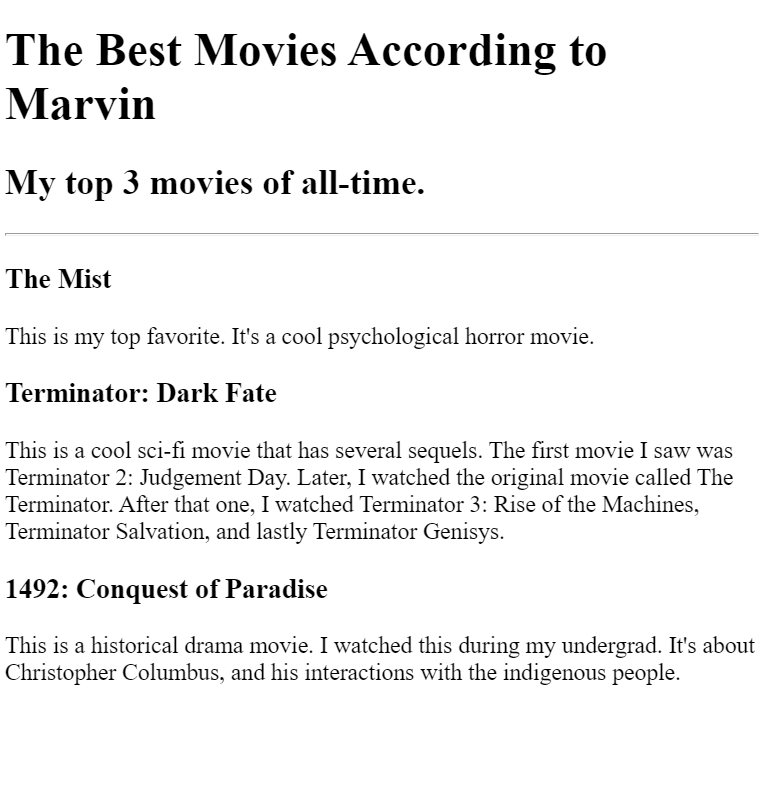 The Best Movies According to
Marvin
My top 3 movies of all-time.
The Mist
This is my top favorite. It's a cool psychological horror movie.
Terminator: Dark Fate
This is a cool sci-fi movie that has several sequels. The first movie I saw was
Terminator 2: Judgement Day. Later, I watched the original movie called The
Terminator. After that one, I watched Terminator 3: Rise of the Machines,
Terminator Salvation, and lastly Terminator Genisys.
1492: Conquest of Paradise
This is a historical drama movie. I watched this during my undergrad. It's about
Christopher Columbus, and his interactions with the indigenous people.